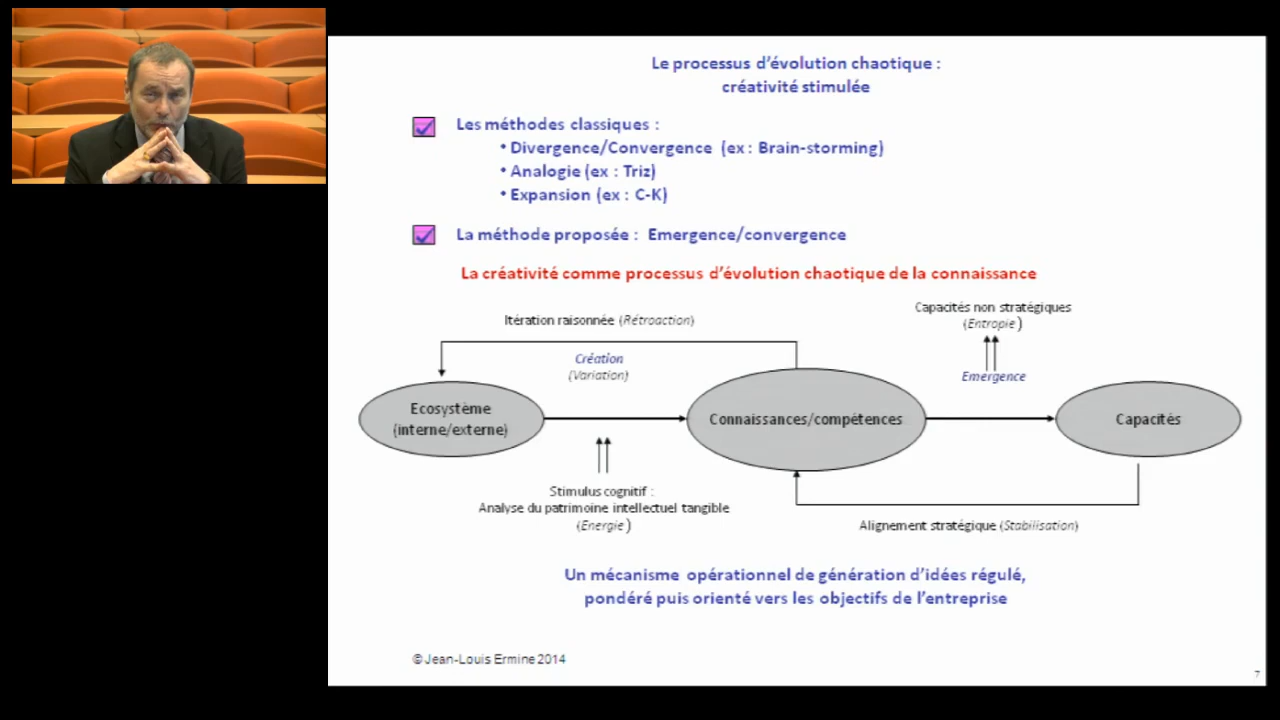 Le processus d'évolution chaotique :
créativité stimulée
Les méthodes classiques :
• Divergence/Convergence (ex : Brain-storming)
• Analogie (ex : Triz)
• Expansion (ex : C-K)
La méthode proposée : Emergence/convergence
La créativité comme processus d'évolution chaotique de la connaissance
Capacités non stratégiques
(Entropie)
Itération raisonnée (Rétroaction)
Création
(Variation)
Emergence
Ecosystème
(interne/externe)
Connaissances/compétences
Capacités
Stimulus cognitif :
Analyse du patrimoine intellectuel tangible
(Energie)
Alignement stratégique (Stabilisation)
Un mécanisme opérationnel de génération d'idées régulé,
pondéré puis orienté vers les objectifs de l'entreprise
© Jean-Louis Ermine 2014
7